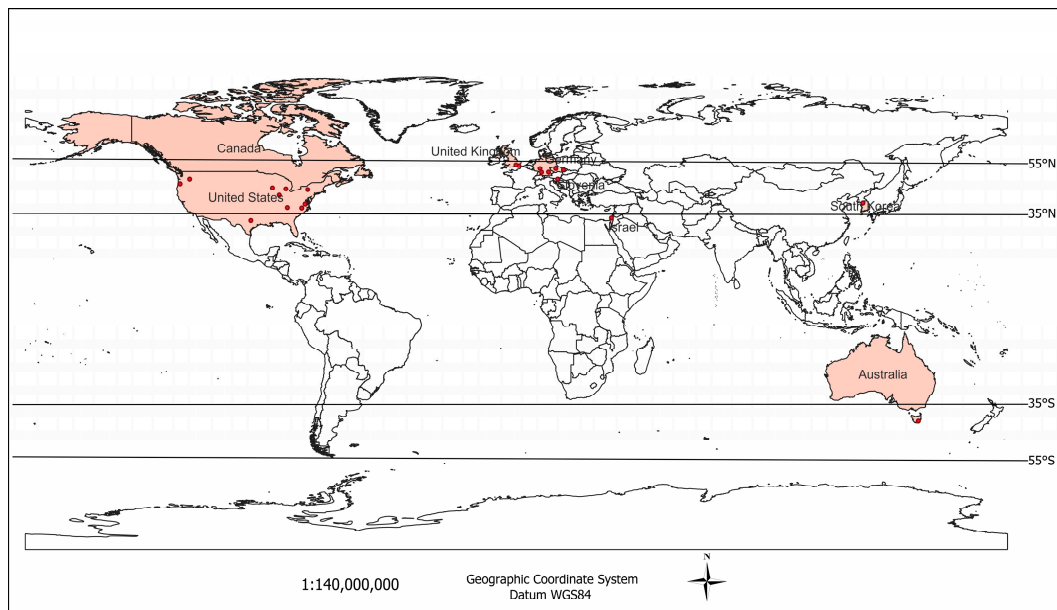 Canada
United Kingdom
Germany
55°N
Slovenia
United States
South Korea
35°N
Israel
Australia
35°S
55°S
N
1:140,000,000
Geographic Coordinate System
Datum WGS84